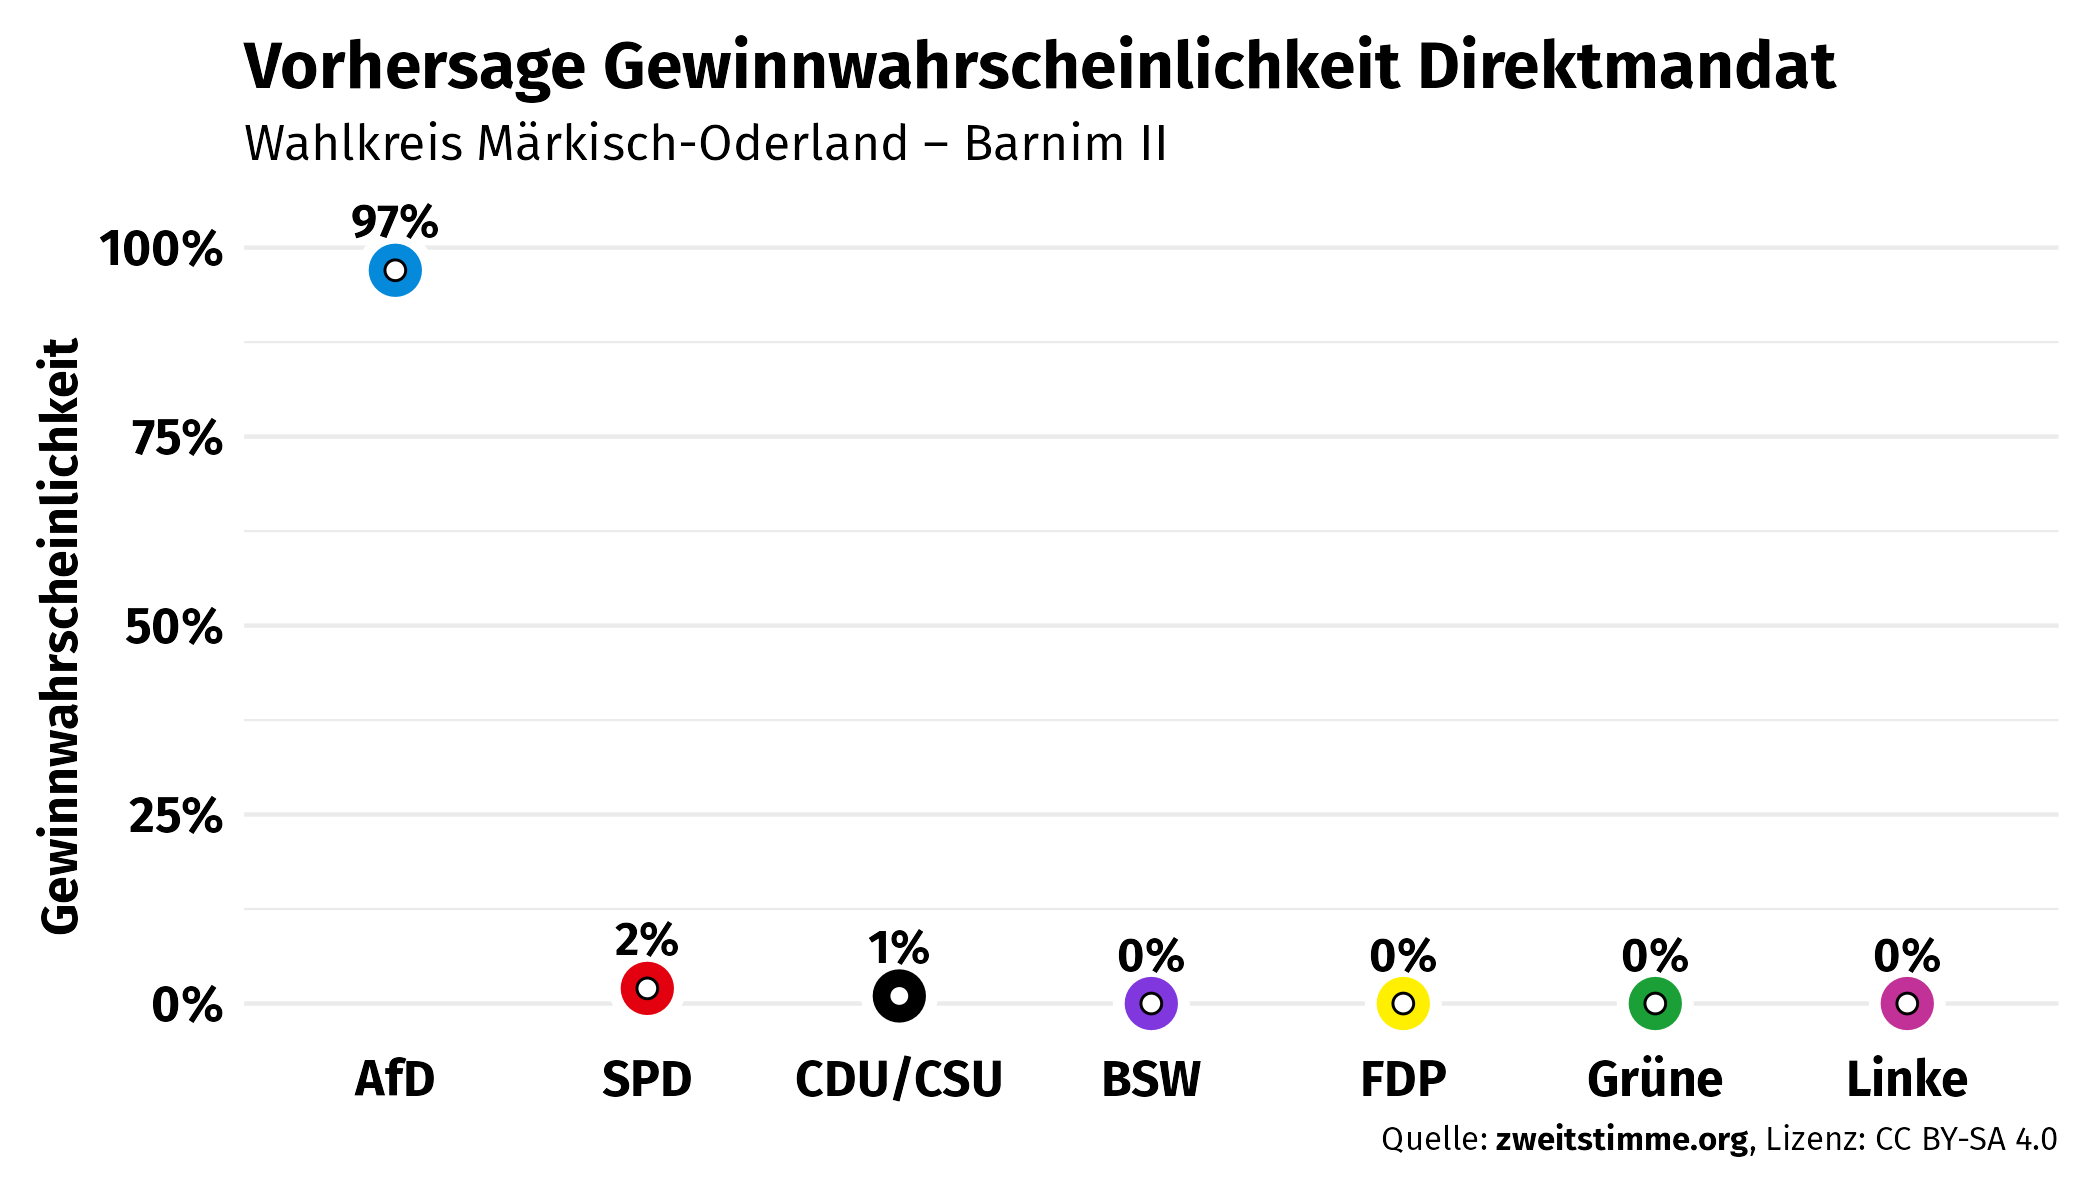 Vorhersage Gewinnwahrscheinlichkeit Direktmandat
Wahlkreis Märkisch-Oderland – Barnim II
Gewinnwahrscheinlichkeit
100%
75%
50%
25%
0%
97%
2%
1%
0%
0%
0%
0%
AfD
SPD
CDU/CSU
BSW
FDP
Grüne
Linke
Quelle: zweitstimme.org, Lizenz: CC BY-SA 4.0